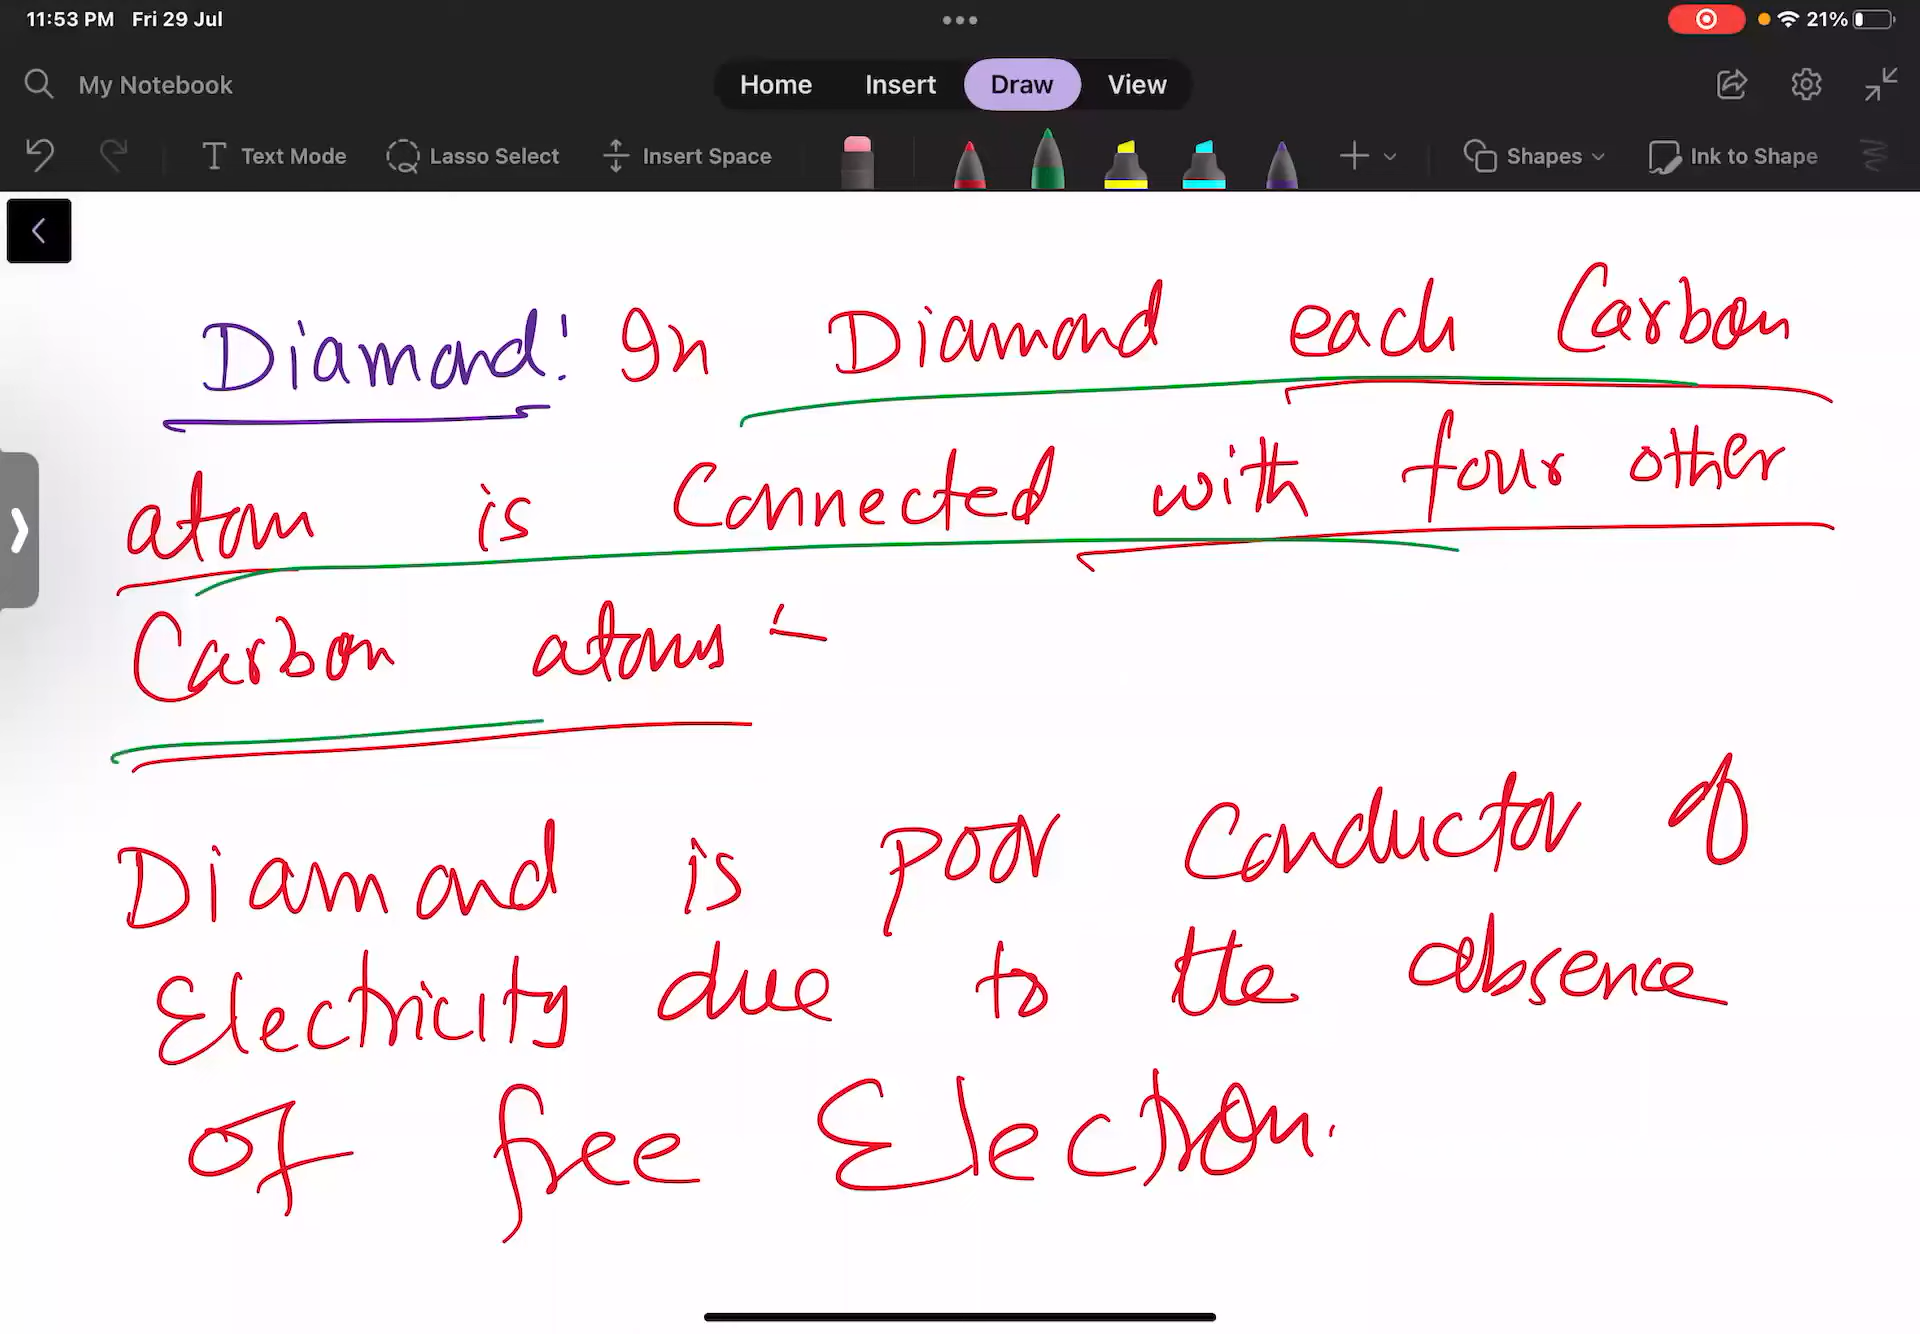 11:53 PM Fri 29 Jul
21%
My Notebook
Home Insert Draw View
Text Mode Lasso Select Insert Space Shapes Ink to Shape
Diamond: In Diamond each Carbon
atom is Connected with four other
Carbon atoms :-
Diamond is poor Conductor of
Electricity due to the absence
of free Electron.